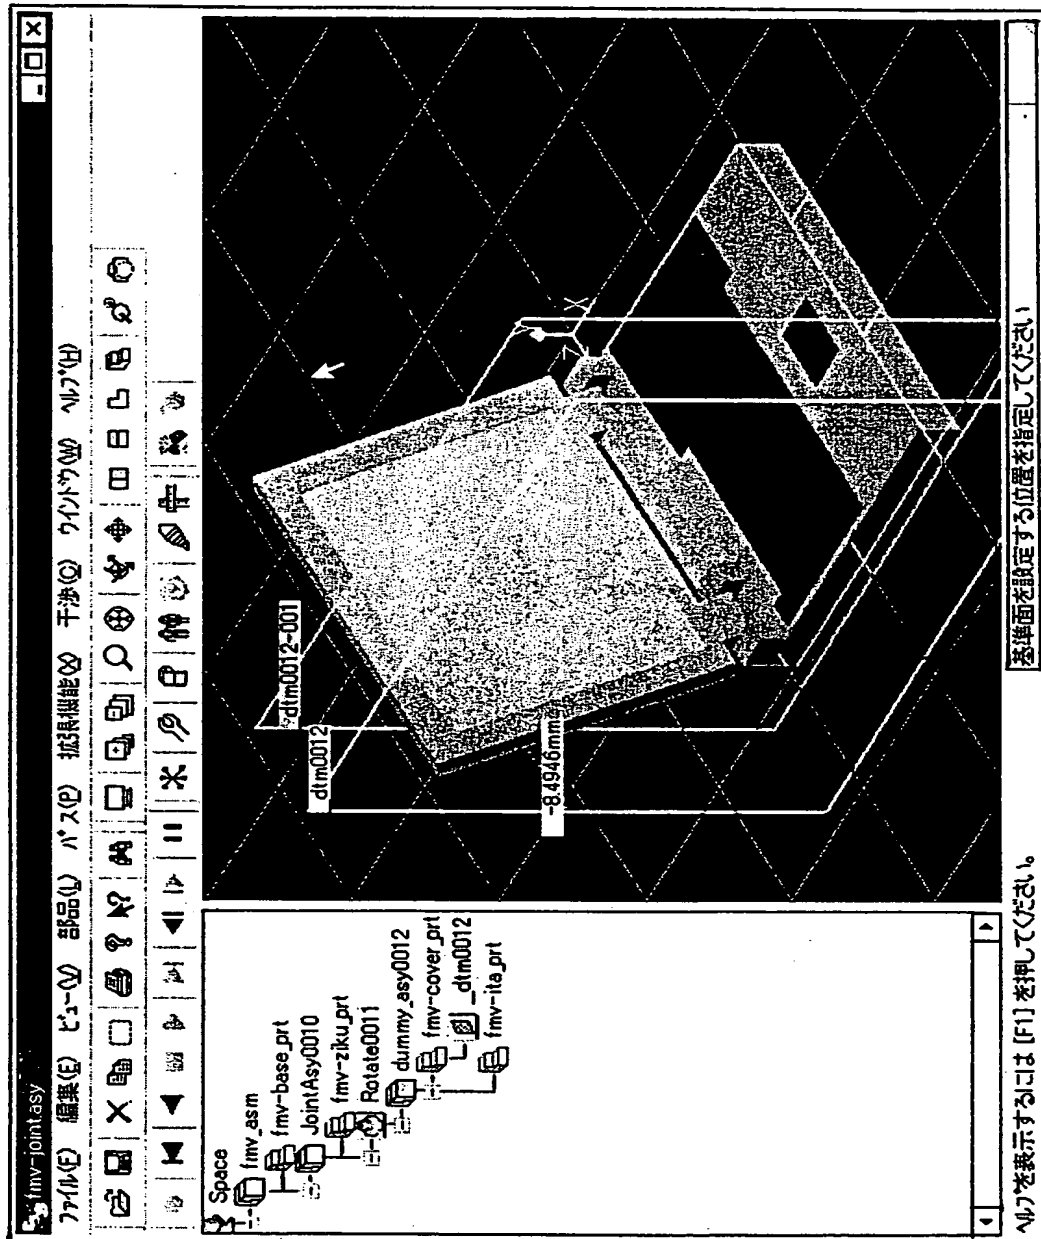 fmv-joint.asy
ファイル(F) 編集(E) ビュー(V) 部品(L) パス(P) 拡張機能(X) 干渉(O) ウインドウ(W) ヘルプ(H)
Space
fmv_asm
fmv-base_prt
JointAsy0010
fmv-ziku_prt
Rotate0011
dummy_asy0012
fmv-cover_prt
_dtm0012
fmv-ita_prt
dtm0012-001
dtm0012
-8.4946mm
X
ヘルプを表示するには [F1] を押してください。
基準面を設定する位置を指定してください